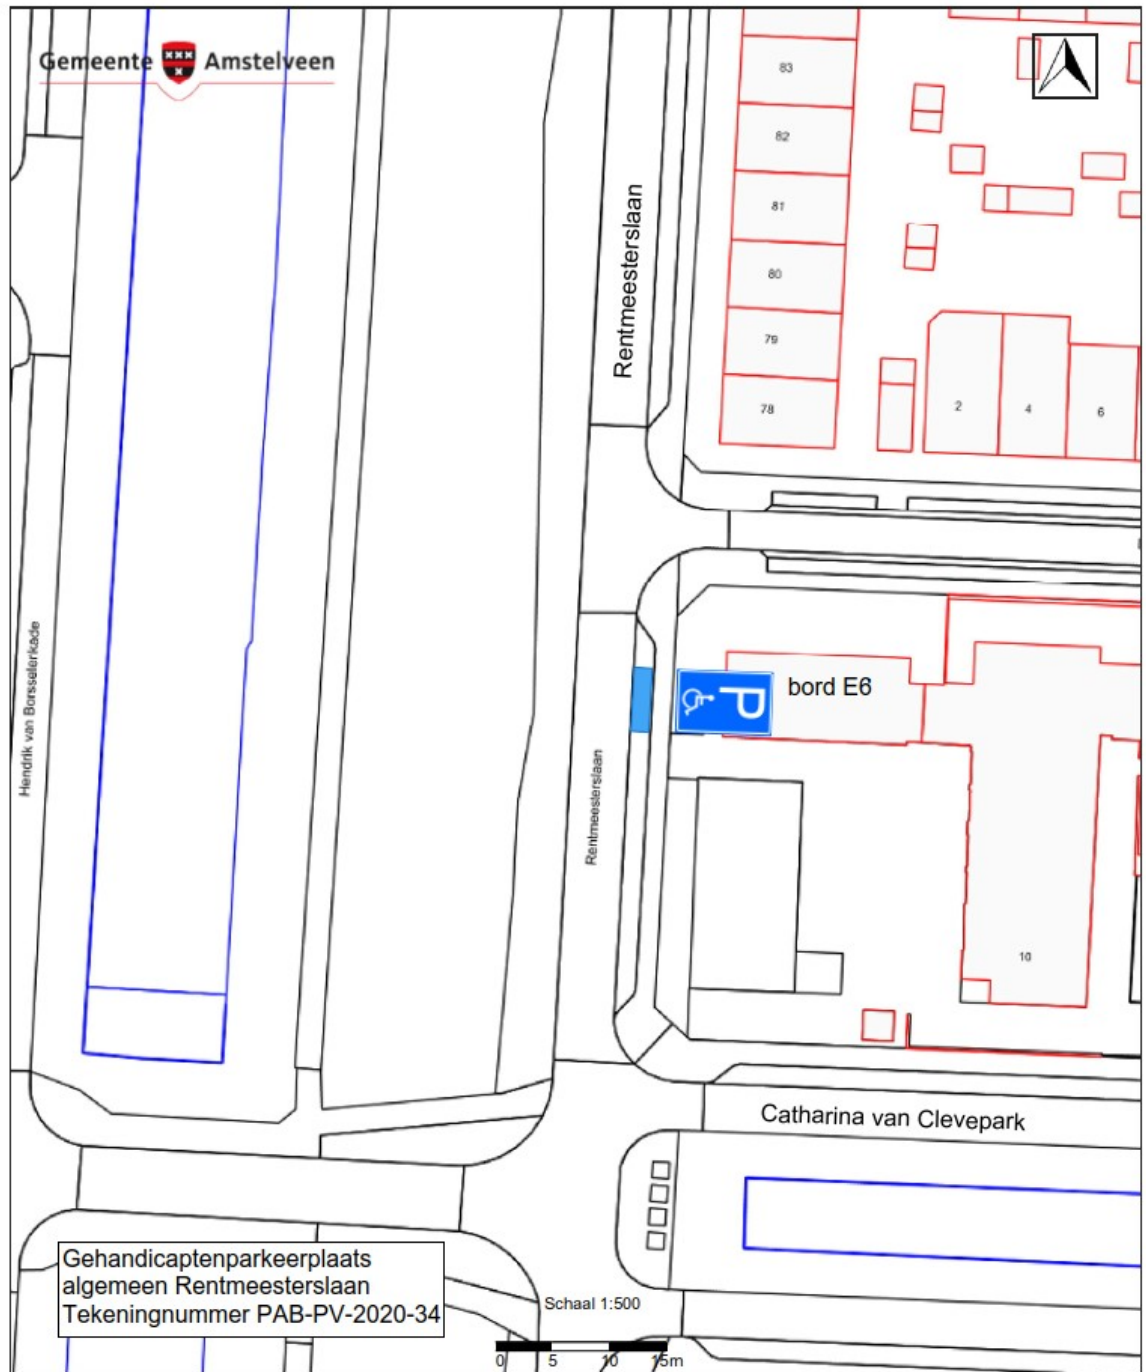 Gemeente Amstelveen
83
82
81
80
79
78
2
4
6
Rentmeesterslaan
Hendrik van Borsselerkade
P
bord E6
Rentmeesterslaan
10
Catharina van Clevepark
Gehandicaptenparkeerplaats
algemeen Rentmeesterslaan
Tekeningnummer PAB-PV-2020-34
Schaal 1:500
0 5 10 15m